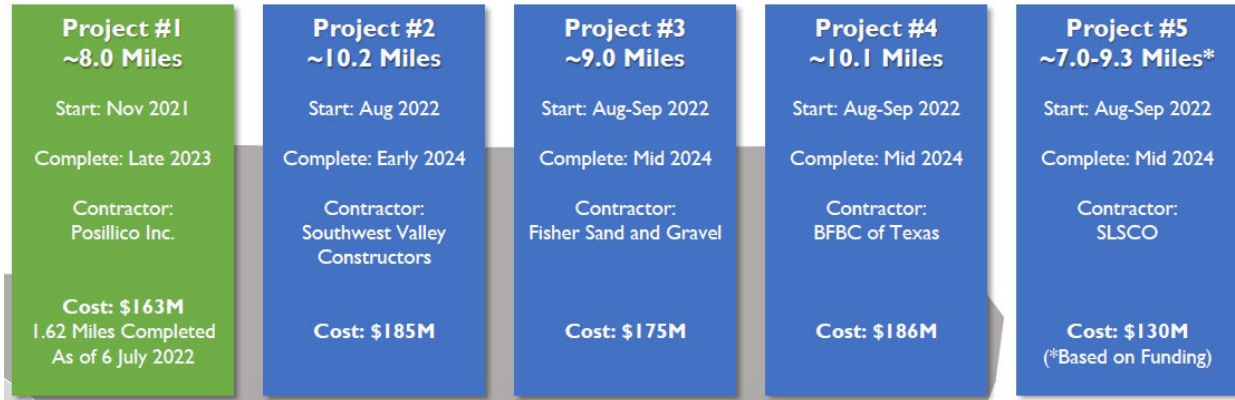 Project #1
~8.0 Miles
Start: Nov 2021
Complete: Late 2023
Contractor:
Posillico Inc.
Cost: $163M
1.62 Miles Completed
As of 6 July 2022
Project #2
~10.2 Miles
Start: Aug 2022
Complete: Early 2024
Contractor:
Southwest Valley
Constructors
Cost: $185M
Project #3
~9.0 Miles
Start: Aug-Sep 2022
Complete: Mid 2024
Contractor:
Fisher Sand and Gravel
Cost: $175M
Project #4
~10.1 Miles
Start: Aug-Sep 2022
Complete: Mid 2024
Contractor:
BFBC of Texas
Cost: $186M
Project #5
~7.0-9.3 Miles*
Start: Aug-Sep 2022
Complete: Mid 2024
Contractor:
SLSCO
Cost: $130M
(*Based on Funding)